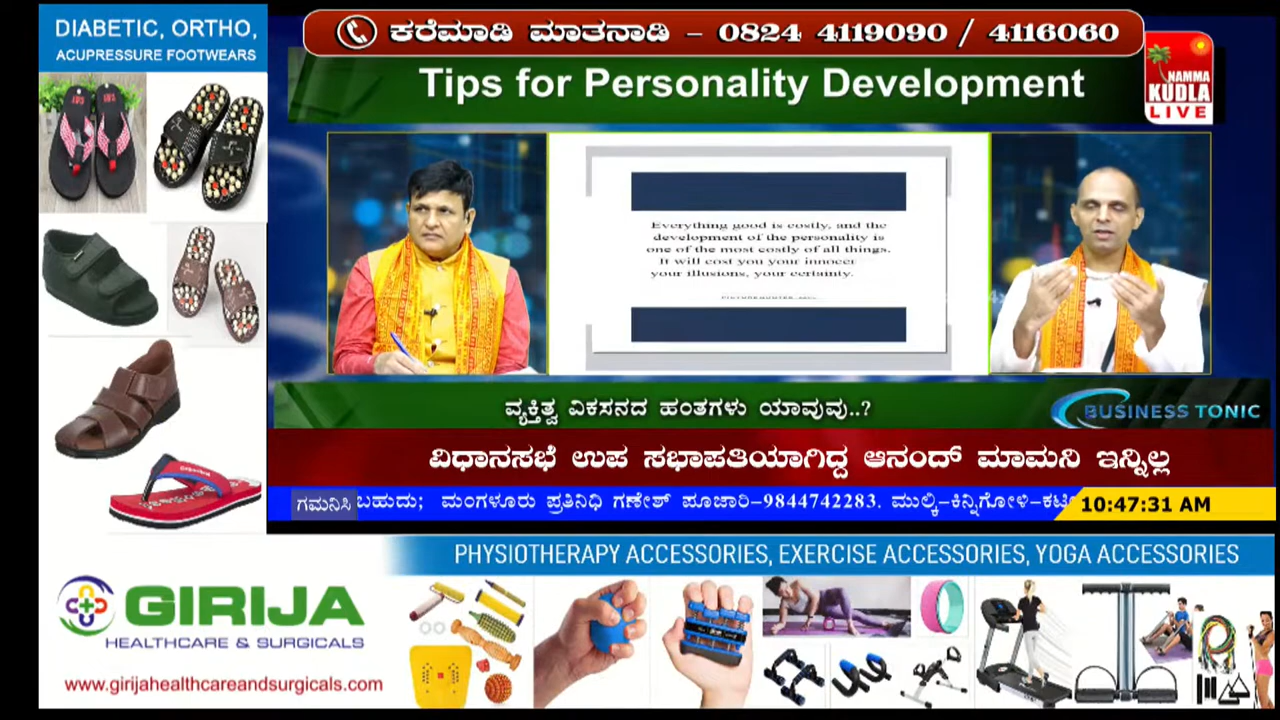 DIABETIC, ORTHO,
ACUPRESSURE FOOTWEARS
ಕರೆಮಾಡಿ ಮಾತನಾಡಿ – 0824 4119090 / 4116060
Tips for Personality Development
NAMMA
KUDLA
LIVE
Everything good is costly, and the
development of the personality is
one of the most costly of all things.
It will cost you your innocer
your illusions, your certainty.
ವ್ಯಕ್ತಿತ್ವ ವಿಕಸನದ ಹಂತಗಳು ಯಾವುವು..?
BUSINESS TONIC
ವಿಧಾನಸಭೆ ಉಪ ಸಭಾಪತಿಯಾಗಿದ್ದ ಆನಂದ್ ಮಾಮನಿ ಇನ್ನಿಲ್ಲ
ಗಮನಿಸಿ ಬಹುದು; ಮಂಗಳೂರು ಪ್ರತಿನಿಧಿ ಗಣೇಶ್ ಪೂಜಾರಿ-9844742283. ಮುಲ್ಕಿ-ಕಿನ್ನಿಗೋಳಿ-ಕಟೀ
10:47:31 AM
PHYSIOTHERAPY ACCESSORIES, EXERCISE ACCESSORIES, YOGA ACCESSORIES
GIRIJA
HEALTHCARE & SURGICALS
www.girijahealthcareandsurgicals.com